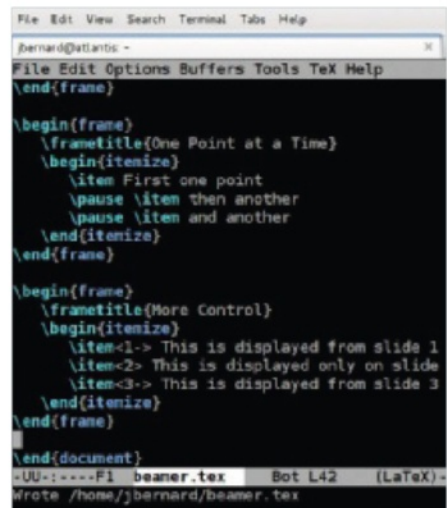 File Edit View Search Terminal Tabs Help
jbernard@atlantis: ~ ×
File Edit Options Buffers Tools TeX Help
\end{frame}

\begin{frame}
    \frametitle{One Point at a Time}
    \begin{itemize}
        \item First one point
        \pause \item then another
        \pause \item and another
    \end{itemize}
\end{frame}

\begin{frame}
    \frametitle{More Control}
    \begin{itemize}
        \item<1-> This is displayed from slide 1
        \item<2> This is displayed only on slide
        \item<3-> This is displayed from slide 3
    \end{itemize}
\end{frame}

\end{document}
-UU-:----F1 beamer.tex Bot L42 (LaTeX)-
Wrote /home/jbernard/beamer.tex